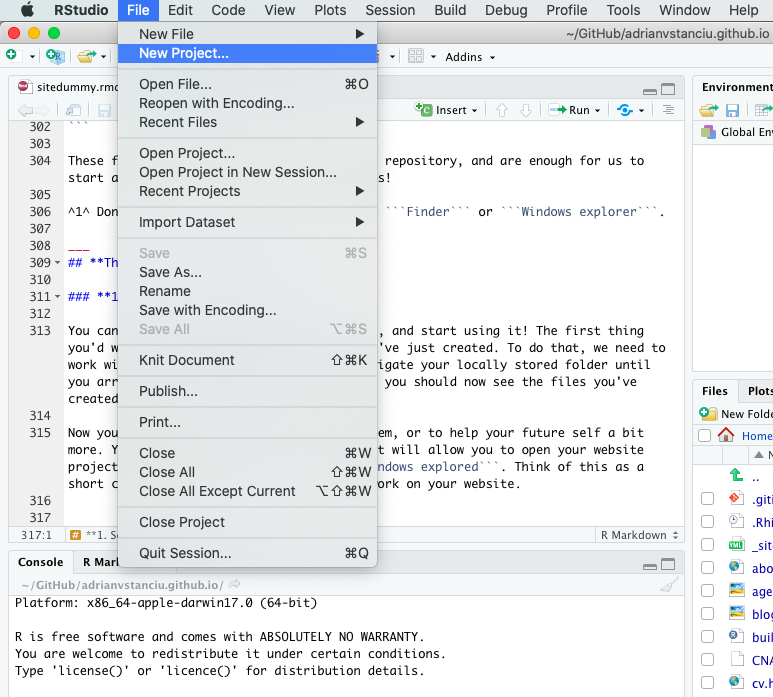 RStudio File Edit Code View Plots Session Build Debug Profile Tools Window Help
~/GitHub/adrianvstanciu.github.io
Addins
New File
New Project...
Open File... ⌘O
Reopen with Encoding...
Recent Files
Open Project...
Open Project in New Session...
Recent Projects
Import Dataset
Save ⌘S
Save As...
Rename
Save with Encoding...
Save All ⌥⌘S
Knit Document ⇧⌘K
Publish...
Print...
Close ⌘W
Close All ⇧⌘W
Close All Except Current ⌥⇧⌘W
Close Project
Quit Session... ⌘Q
sitedummy.rmd
Insert Run
302 ```
303
304 These f repository, and are enough for us to
start a s!
305
306 ^1^ Don ```Finder``` or ```Windows explorer```.
307
308 ___
309 ## **Th
310
311 ### **1
312
313 You can , and start using it! The first thing
you'd w 've just created. To do that, we need to
work wi igate your locally stored folder until
you arr you should now see the files you've
created
314
315 Now you em, or to help your future self a bit
more. Y t will allow you to open your website
project ndows explored```. Think of this as a
short c ork on your website.
316
317
317:1 # **1. S R Markdown
Console R Mar
~/GitHub/adrianvstanciu.github.io/
Platform: x86_64-apple-darwin17.0 (64-bit)
R is free software and comes with ABSOLUTELY NO WARRANTY.
You are welcome to redistribute it under certain conditions.
Type 'license()' or 'licence()' for distribution details.
Environment
Global Env
Files Plots
New Folde
Home
N
..
.giti
.Rhi
_sit
abo
age
blog
buil
CNA
cv.h